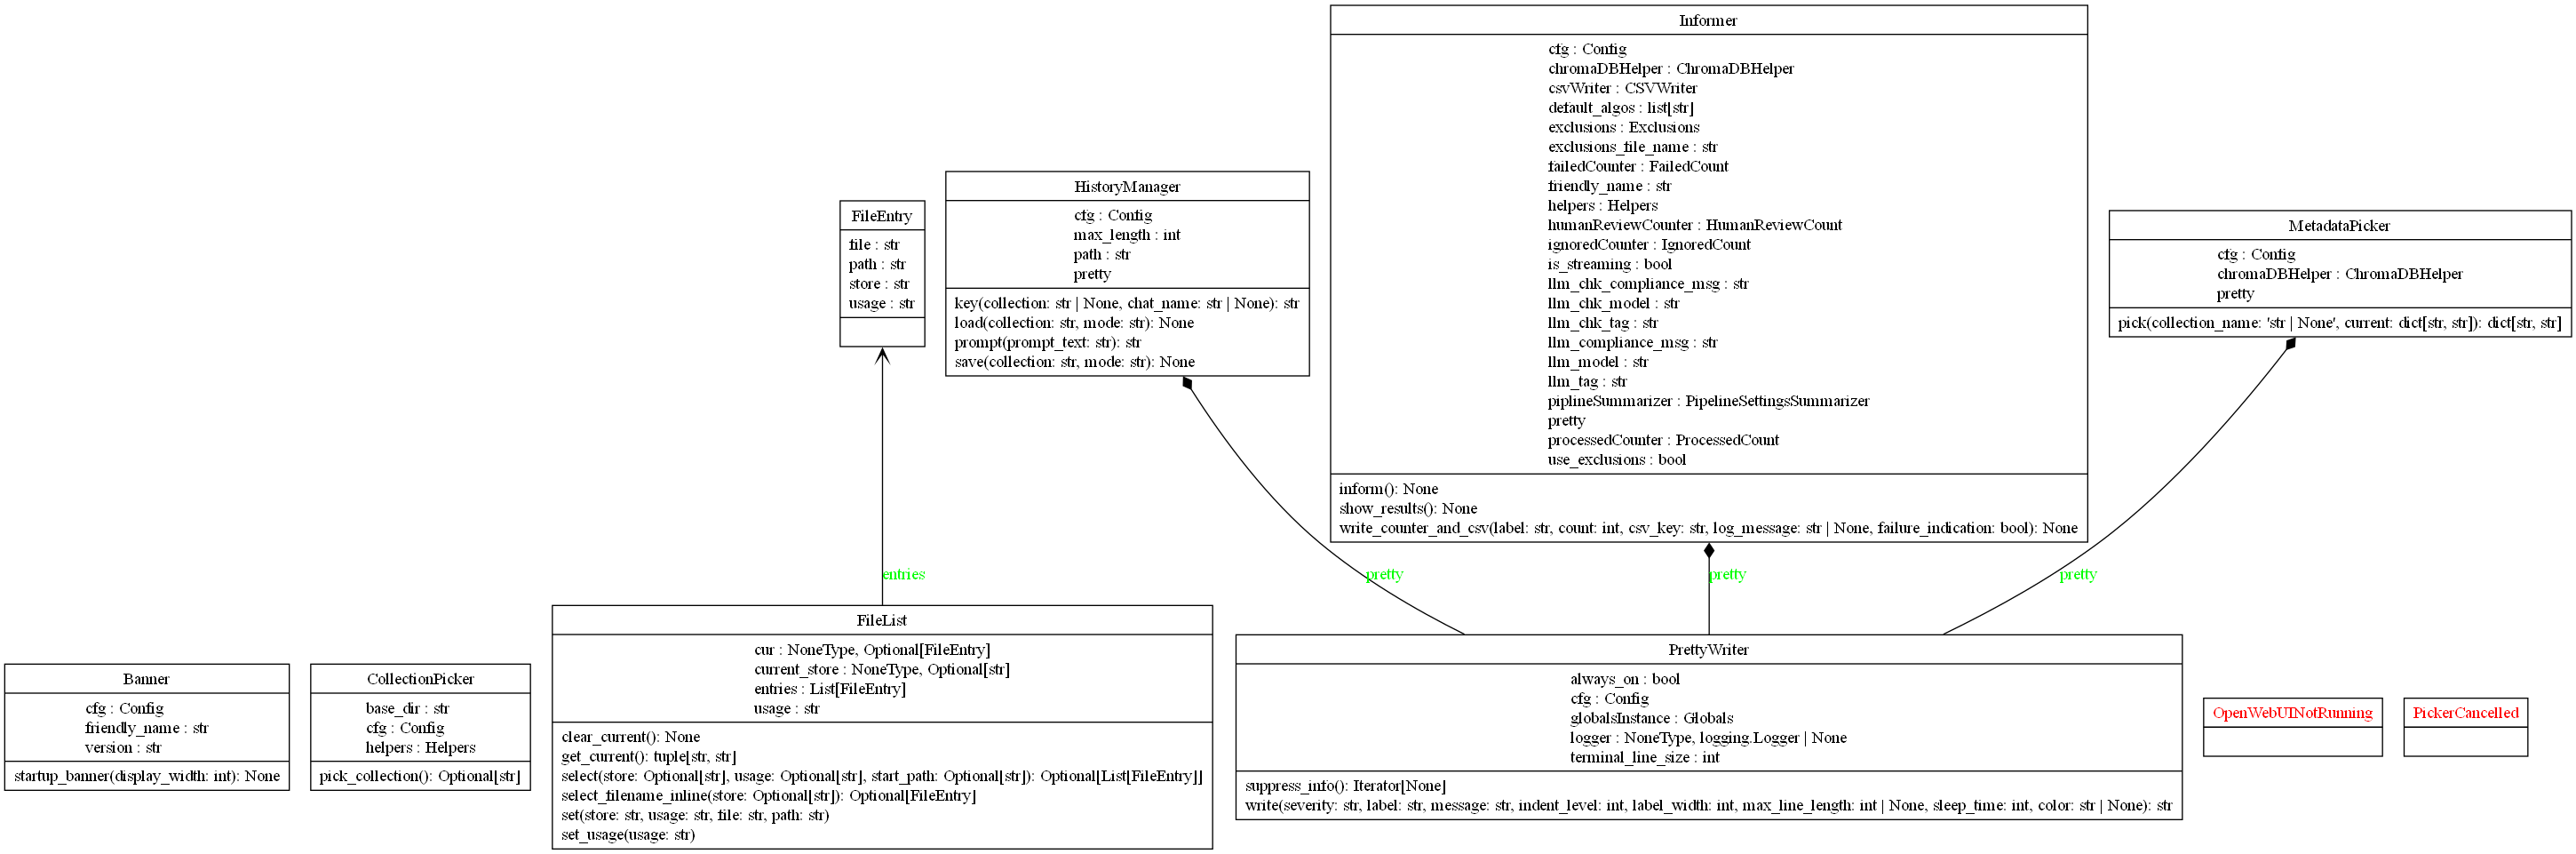 Informer
cfg : Config
chromaDBHelper : ChromaDBHelper
csvWriter : CSVWriter
default_algos : list[str]
exclusions : Exclusions
exclusions_file_name : str
failedCounter : FailedCount
friendly_name : str
helpers : Helpers
humanReviewCounter : HumanReviewCount
ignoredCounter : IgnoredCount
is_streaming : bool
llm_chk_compliance_msg : str
llm_chk_model : str
llm_chk_tag : str
llm_compliance_msg : str
llm_model : str
llm_tag : str
piplineSummarizer : PipelineSettingsSummarizer
pretty
processedCounter : ProcessedCount
use_exclusions : bool
inform(): None
show_results(): None
write_counter_and_csv(label: str, count: int, csv_key: str, log_message: str | None, failure_indication: bool): None
HistoryManager
cfg : Config
max_length : int
path : str
pretty
key(collection: str | None, chat_name: str | None): str
load(collection: str, mode: str): None
prompt(prompt_text: str): str
save(collection: str, mode: str): None
FileEntry
file : str
path : str
store : str
usage : str
MetadataPicker
cfg : Config
chromaDBHelper : ChromaDBHelper
pretty
pick(collection_name: 'str | None', current: dict[str, str]): dict[str, str]
entries
pretty
pretty
pretty
Banner
cfg : Config
friendly_name : str
version : str
startup_banner(display_width: int): None
CollectionPicker
base_dir : str
cfg : Config
helpers : Helpers
pick_collection(): Optional[str]
FileList
cur : NoneType, Optional[FileEntry]
current_store : NoneType, Optional[str]
entries : List[FileEntry]
usage : str
clear_current(): None
get_current(): tuple[str, str]
select(store: Optional[str], usage: Optional[str], start_path: Optional[str]): Optional[List[FileEntry]]
select_filename_inline(store: Optional[str]): Optional[FileEntry]
set(store: str, usage: str, file: str, path: str)
set_usage(usage: str)
PrettyWriter
always_on : bool
cfg : Config
globalsInstance : Globals
logger : NoneType, logging.Logger | None
terminal_line_size : int
suppress_info(): Iterator[None]
write(severity: str, label: str, message: str, indent_level: int, label_width: int, max_line_length: int | None, sleep_time: int, color: str | None): str
OpenWebUINotRunning
PickerCancelled